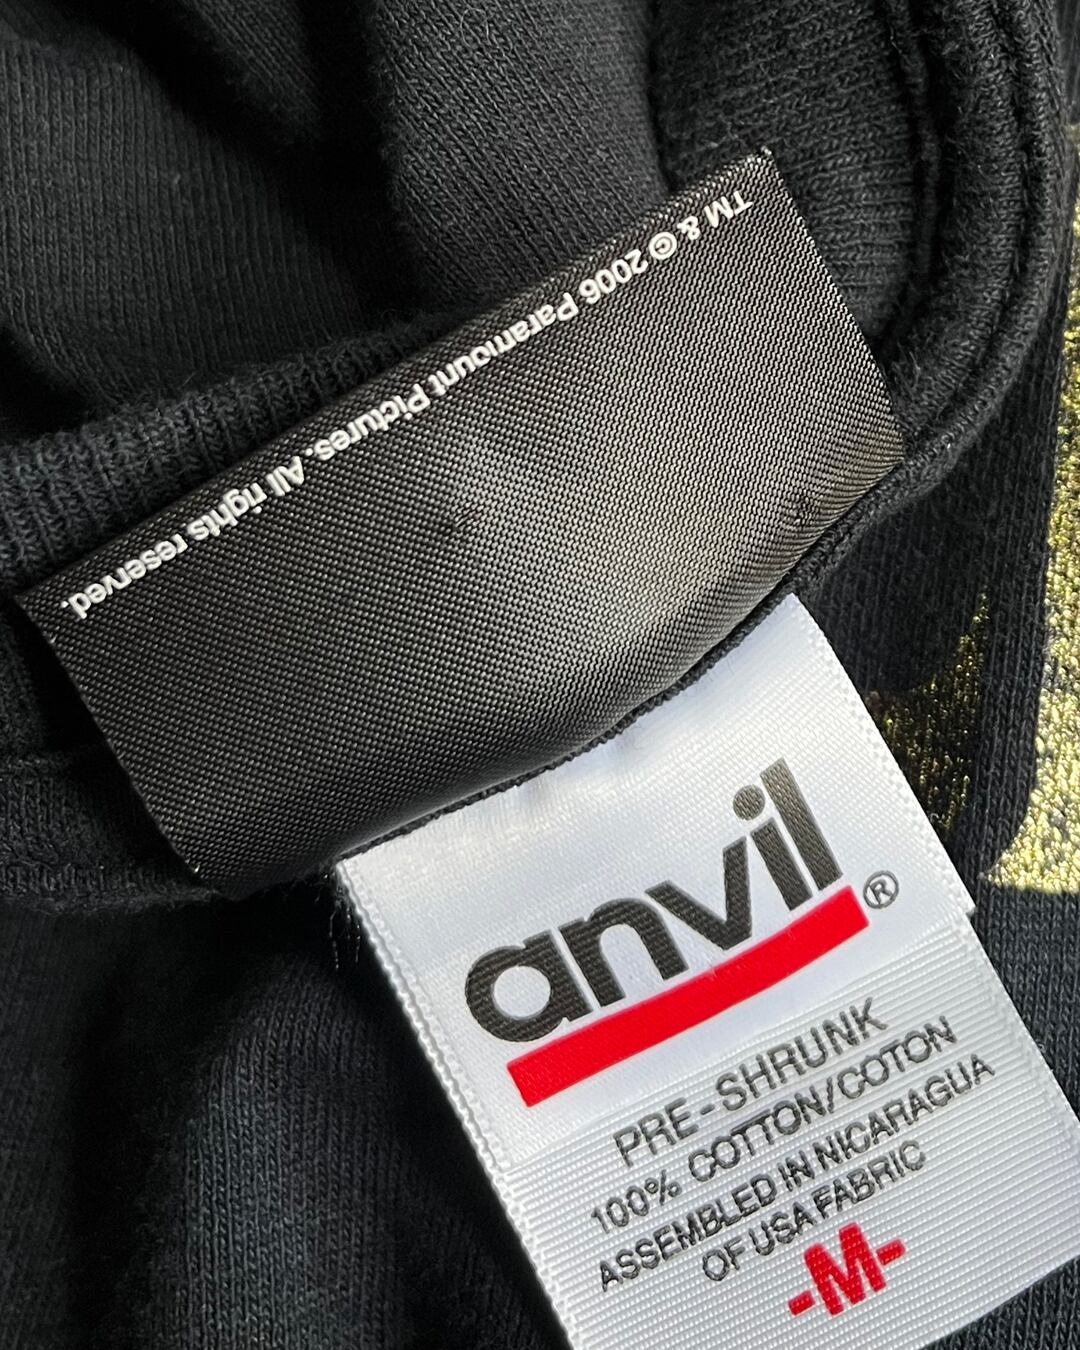 TM & © 2006 Paramount Pictures. All rights reserved.
anvil®
PRE-SHRUNK
100% COTTON/COTON
ASSEMBLED IN NICARAGUA
OF USA FABRIC
-M-